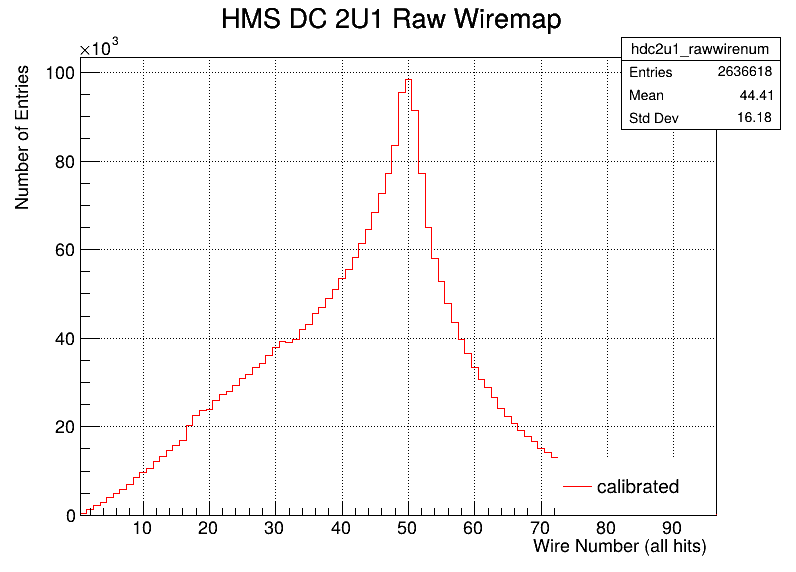 HMS DC 2U1 Raw Wiremap
×10³
hdc2u1_rawwirenum
Entries 2636618
Mean 44.41
Std Dev 16.18
Number of Entries
100
80
60
40
20
0
calibrated
10 20 30 40 50 60 70 80 90
Wire Number (all hits)